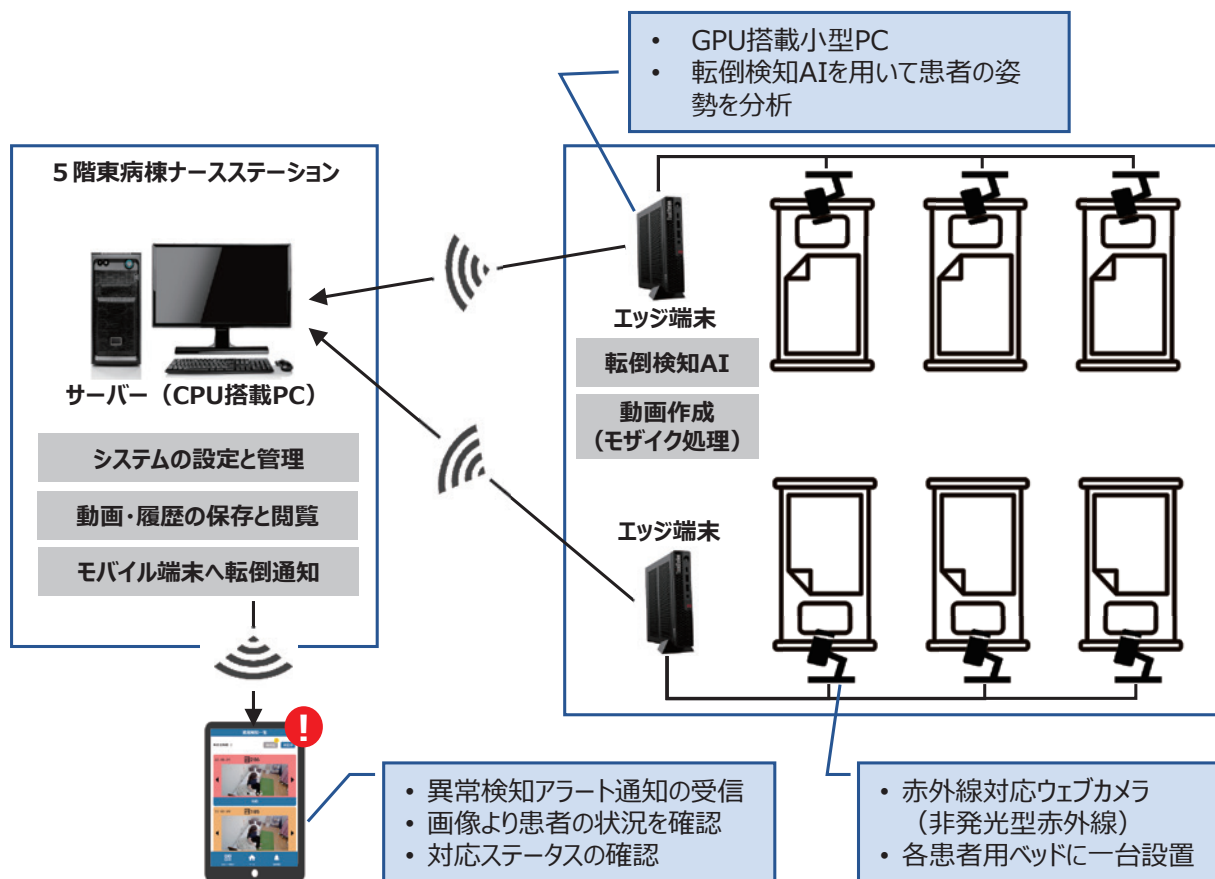 • GPU搭載小型PC
• 転倒検知AIを用いて患者の姿
勢を分析
5階東病棟ナースステーション
サーバー（CPU搭載PC）
システムの設定と管理
動画・履歴の保存と閲覧
モバイル端末へ転倒通知
エッジ端末
転倒検知AI
動画作成
（モザイク処理）
エッジ端末
!
• 異常検知アラート通知の受信
• 画像より患者の状況を確認
• 対応ステータスの確認
• 赤外線対応ウェブカメラ
（非発光型赤外線）
• 各患者用ベッドに一台設置